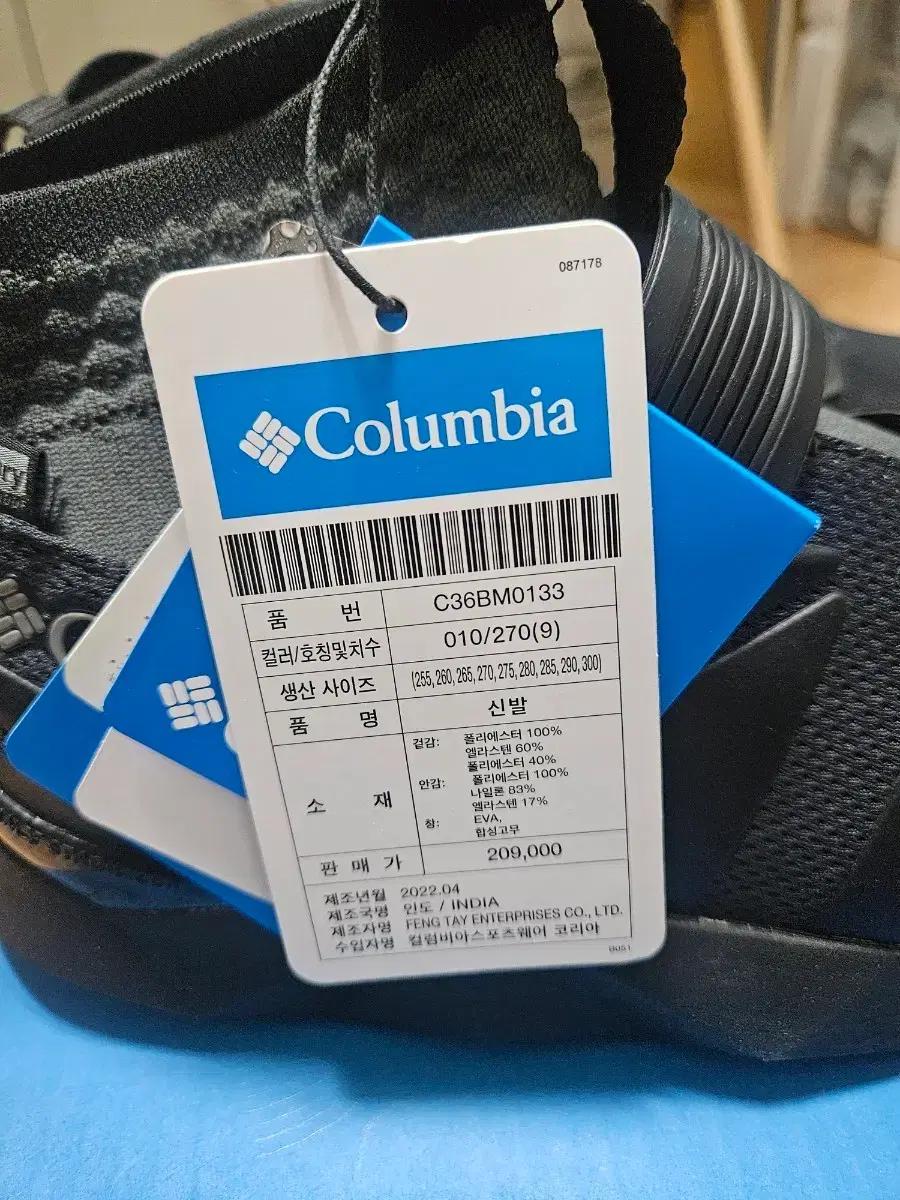 087178
Columbia
품 번 C36BM0133
컬러/호칭및치수 010/270(9)
생산 사이즈 (255, 260, 265, 270, 275, 280, 285, 290, 300)
품 명 신발
소 재
겉감: 폴리에스터 100%
엘라스텐 60%
폴리에스터 40%
안감: 폴리에스터 100%
나일론 83%
엘라스텐 17%
창: EVA,
합성고무
판 매 가 209,000
제조년월 2022.04
제조국명 인도 / INDIA
제조자명 FENG TAY ENTERPRISES CO., LTD.
수입자명 컬럼비아스포츠웨어 코리아
B051